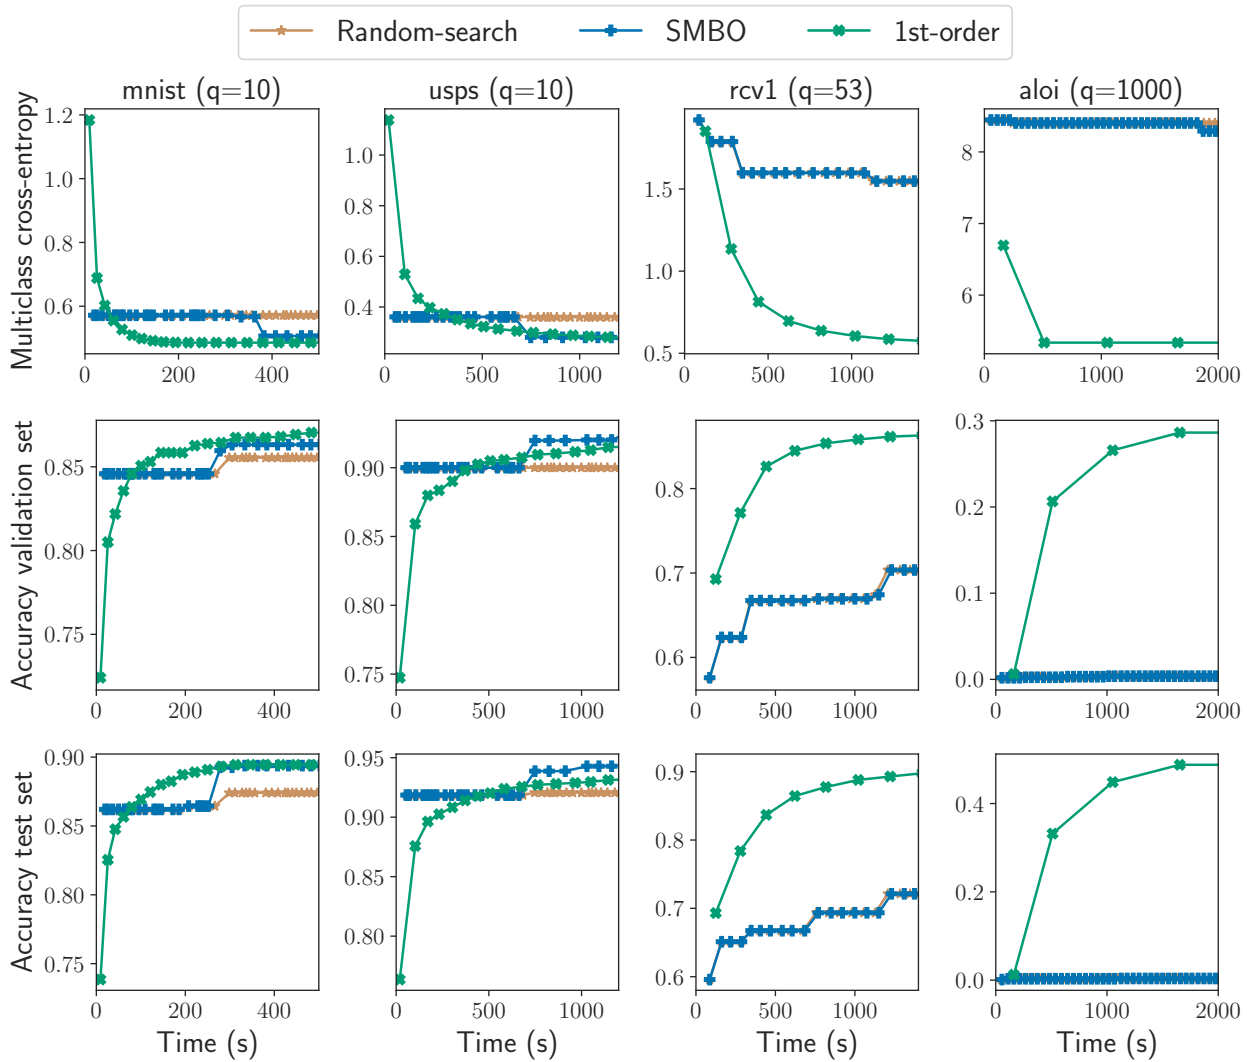 Random-search SMBO 1st-order
mnist (q=10) usps (q=10) rcv1 (q=53) aloi (q=1000)
Multiclass cross-entropy
1.2
1.0
0.8
0.6
0 200 400
1.0
0.8
0.6
0.4
0 500 1000
1.5
1.0
0.5
0 500 1000
8
7
6
0 1000 2000
Accuracy validation set
0.85
0.80
0.75
0 200 400
0.90
0.85
0.80
0.75
0 500 1000
0.8
0.7
0.6
0 500 1000
0.3
0.2
0.1
0.0
0 1000 2000
Accuracy test set
0.90
0.85
0.80
0.75
0 200 400
0.95
0.90
0.85
0.80
0 500 1000
0.9
0.8
0.7
0.6
0 500 1000
0.4
0.2
0.0
0 1000 2000
Time (s) Time (s) Time (s) Time (s)